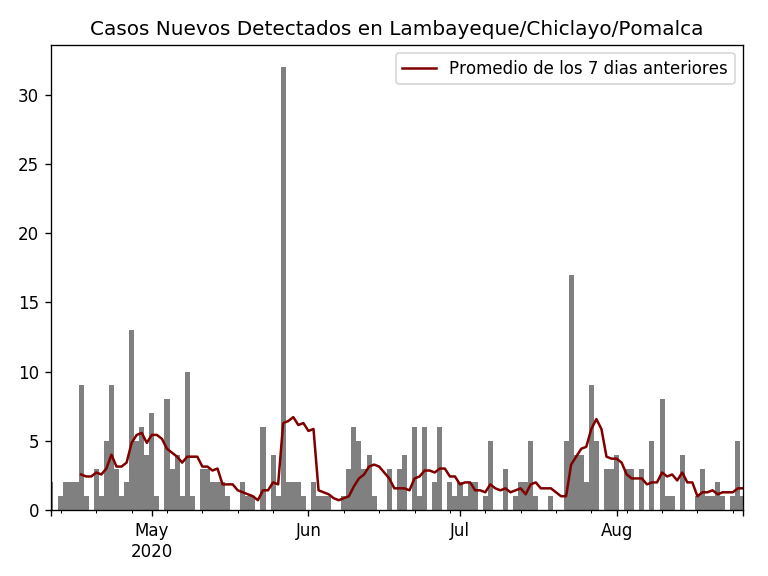 Casos Nuevos Detectados en Lambayeque/Chiclayo/Pomalca
Promedio de los 7 dias anteriores
30
25
20
15
10
5
0
May Jun Jul Aug
2020